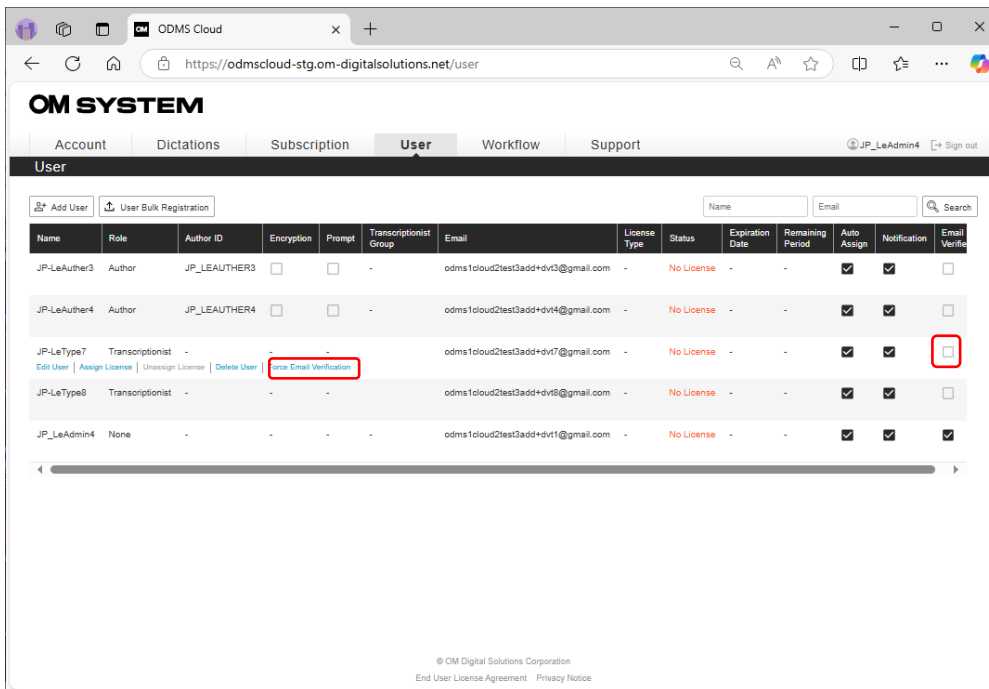 OM ODMS Cloud
https://odmscloud-stg.om-digitalsolutions.net/user
OM SYSTEM
Account Dictations Subscription User Workflow Support JP_LeAdmin4 Sign out
User
Add User User Bulk Registration Name Email Search
Name Role Author ID Encryption Prompt Transcriptionist Group Email License Type Status Expiration Date Remaining Period Auto Assign Notification Email Verifie
JP-LeAuther3 Author JP_LEAUTHER3 - odms1cloud2test3add+dvt3@gmail.com - No License - -
JP-LeAuther4 Author JP_LEAUTHER4 - odms1cloud2test3add+dvt4@gmail.com - No License - -
JP-LeType7 Transcriptionist - - - odms1cloud2test3add+dvt7@gmail.com - No License - -
Edit User | Assign License | Unassign License | Delete User | Force Email Verification
JP-LeType8 Transcriptionist - - - odms1cloud2test3add+dvt8@gmail.com - No License - -
JP_LeAdmin4 None - - - - odms1cloud2test3add+dvt1@gmail.com - No License - -
© OM Digital Solutions Corporation
End User License Agreement Privacy Notice